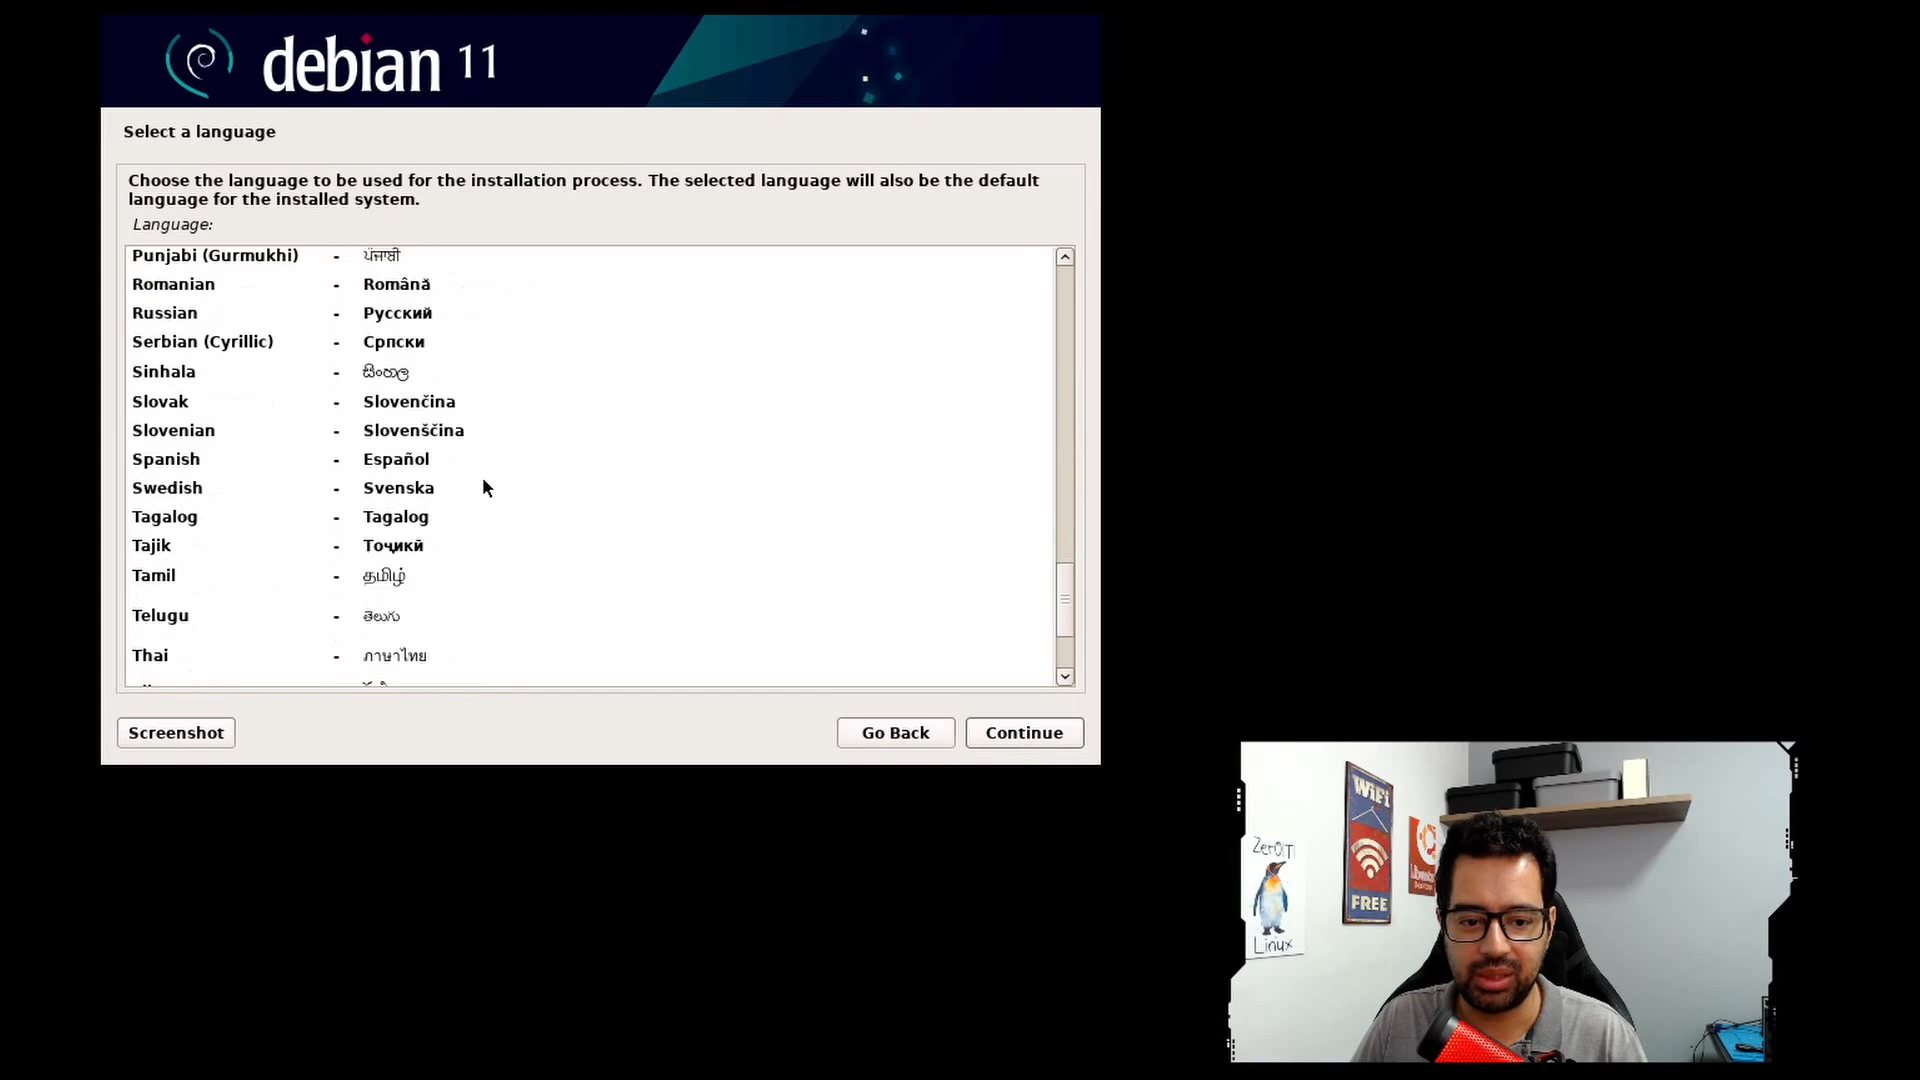 debian 11
Select a language
Choose the language to be used for the installation process. The selected language will also be the default
language for the installed system.
Language:
Punjabi (Gurmukhi) - ਪੰਜਾਬੀ
Romanian - Română
Russian - Русский
Serbian (Cyrillic) - Српски
Sinhala - සිංහල
Slovak - Slovenčina
Slovenian - Slovenščina
Spanish - Español
Swedish - Svenska
Tagalog - Tagalog
Tajik - Тоҷикӣ
Tamil - தமிழ்
Telugu - తెలుగు
Thai - ภาษาไทย
Screenshot
Go Back
Continue
WiFi
FREE
Zer0IT
Linux